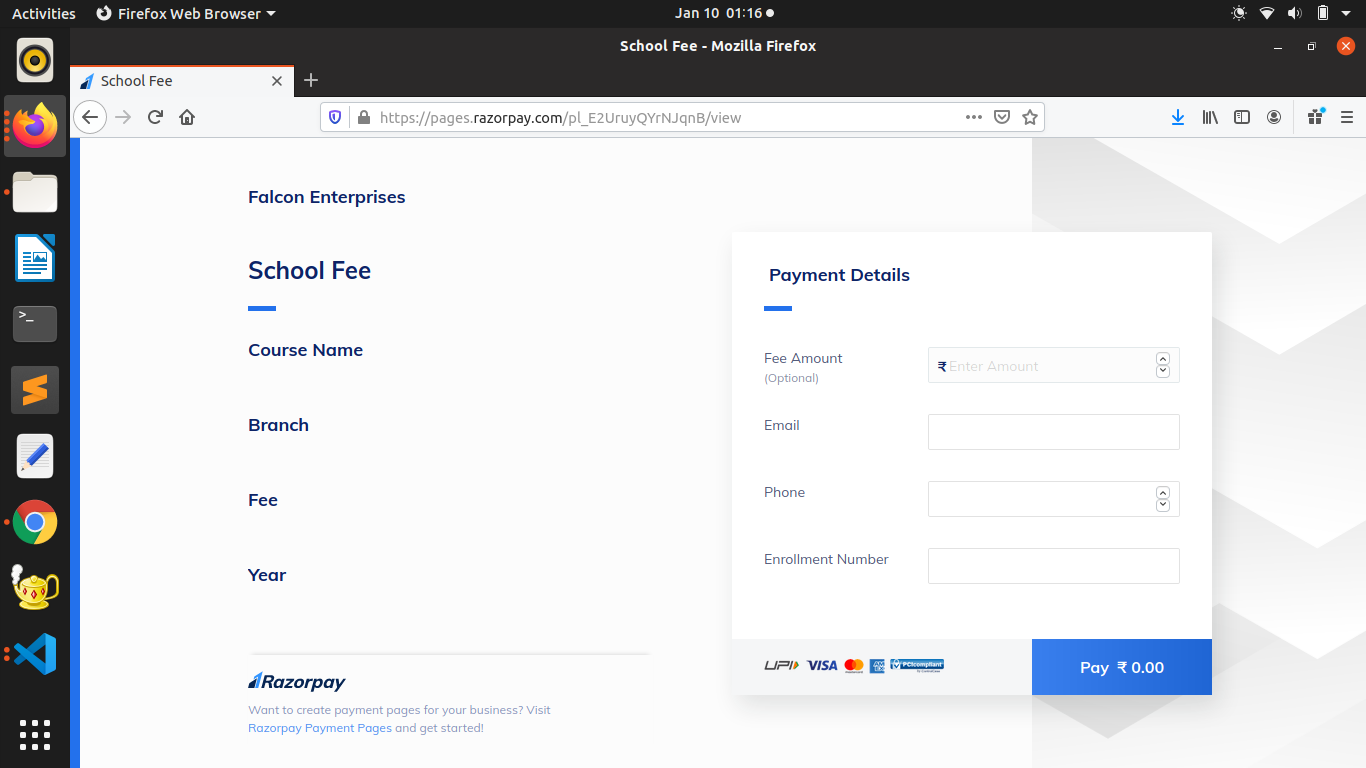 Activities
Firefox Web Browser
Jan 10 01:16
School Fee - Mozilla Firefox
School Fee
https://pages.razorpay.com/pl_E2UruyQYrNJqnB/view
Falcon Enterprises
School Fee
Course Name
Branch
Fee
Year
Razorpay
Want to create payment pages for your business? Visit
Razorpay Payment Pages and get started!
Payment Details
Fee Amount
(Optional)
₹ Enter Amount
Email
Phone
Enrollment Number
UPI VISA AM EX PCIcompliant
Pay ₹ 0.00
>_